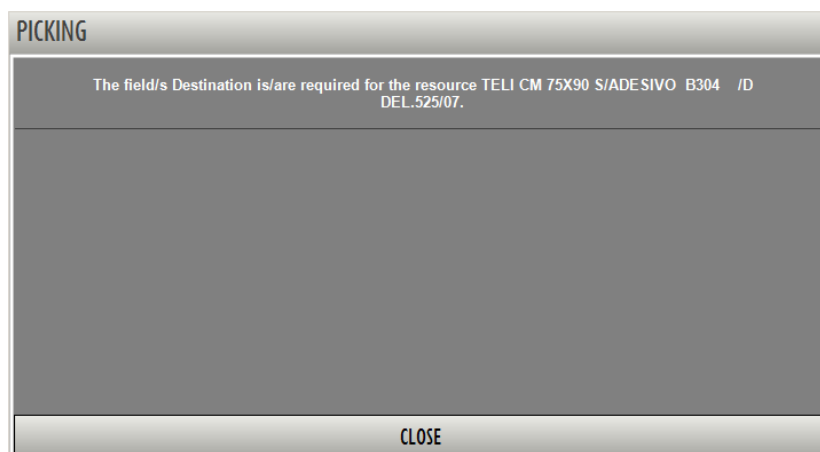 PICKING
The field/s Destination is/are required for the resource TELI CM 75X90 S/ADESIVO B304 /D
DEL.525/07.
CLOSE